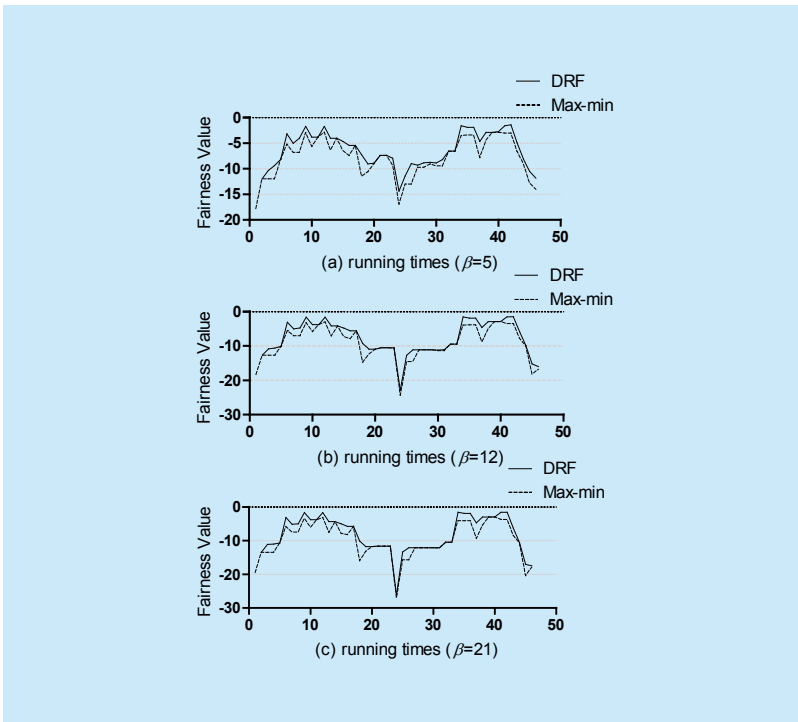 DRF
Max-min
0
-5
-10
-15
-20
Fairness Value
0 10 20 30 40 50
(a) running times (β=5)
DRF
Max-min
0
-10
-20
-30
Fairness Value
0 10 20 30 40 50
(b) running times (β=12)
DRF
Max-min
0
-10
-20
-30
Fairness Value
0 10 20 30 40 50
(c) running times (β=21)